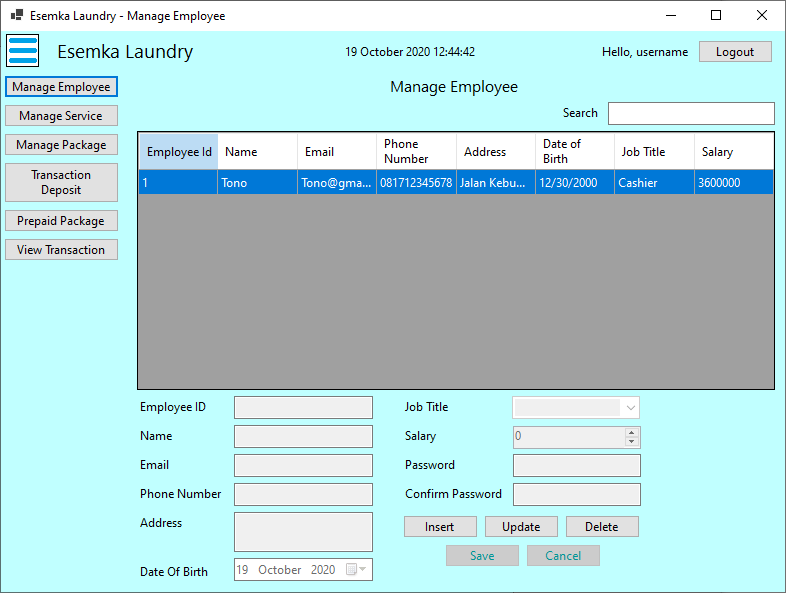 Esemka Laundry - Manage Employee
Esemka Laundry
19 October 2020 12:44:42
Hello, username
Logout
Manage Employee
Manage Service
Manage Package
Transaction
Deposit
Prepaid Package
View Transaction
Manage Employee
Search
Employee Id Name Email Phone Number Address Date of Birth Job Title Salary
1 Tono Tono@gma... 081712345678 Jalan Kebu... 12/30/2000 Cashier 3600000
Employee ID
Name
Email
Phone Number
Address
Date Of Birth 19 October 2020
Job Title
Salary 0
Password
Confirm Password
Insert Update Delete
Save Cancel